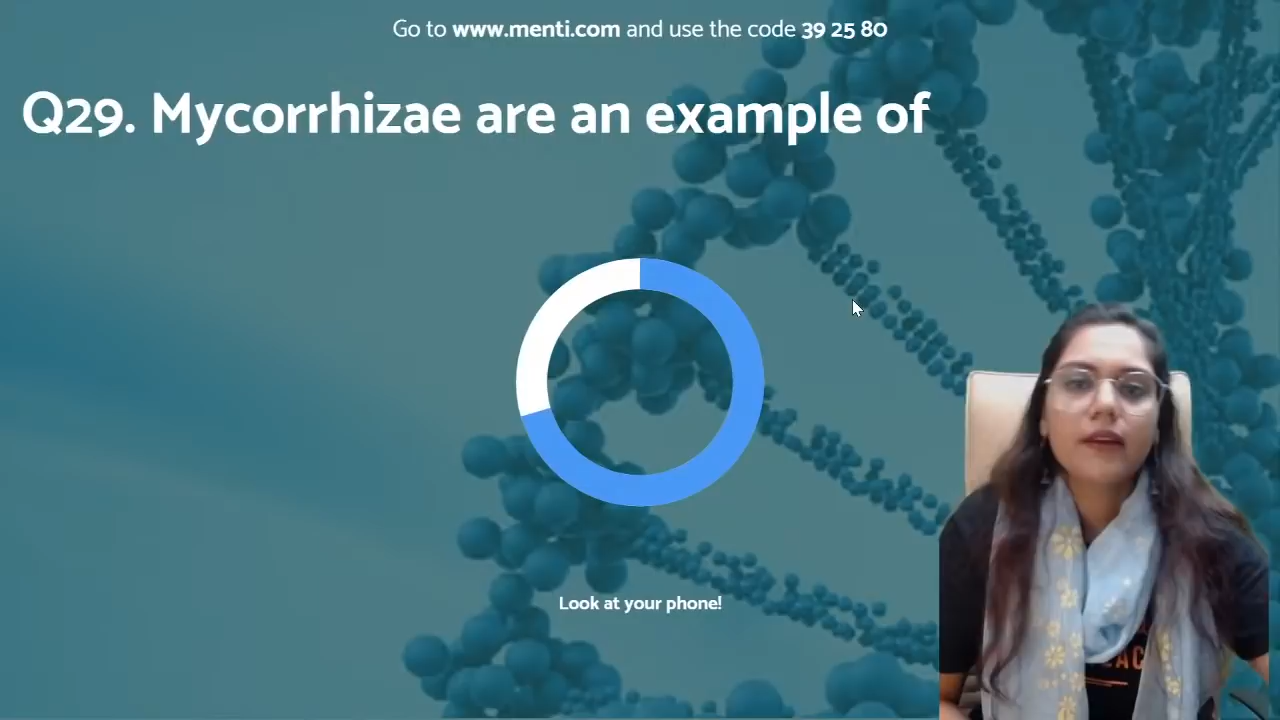 Go to www.menti.com and use the code 39 25 80
Q29. Mycorrhizae are an example of
Look at your phone!